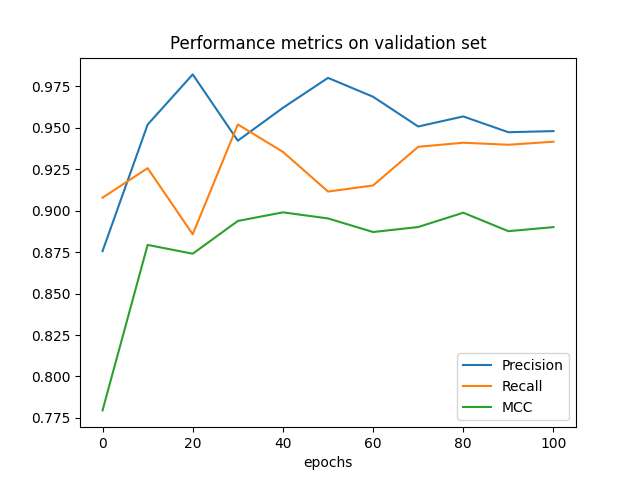 Performance metrics on validation set
0.975
0.950
0.925
0.900
0.875
0.850
0.825
0.800
0.775
Precision
Recall
MCC
0 20 40 60 80 100
epochs